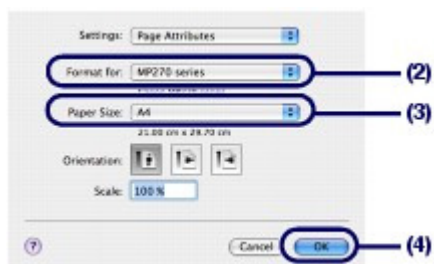 Settings: Page Attributes
Format for: MP270 series (2)
Paper Size: A4 (3)
21.00 cm x 29.70 cm
Orientation:
Scale: 100 %
? Cancel OK (4)